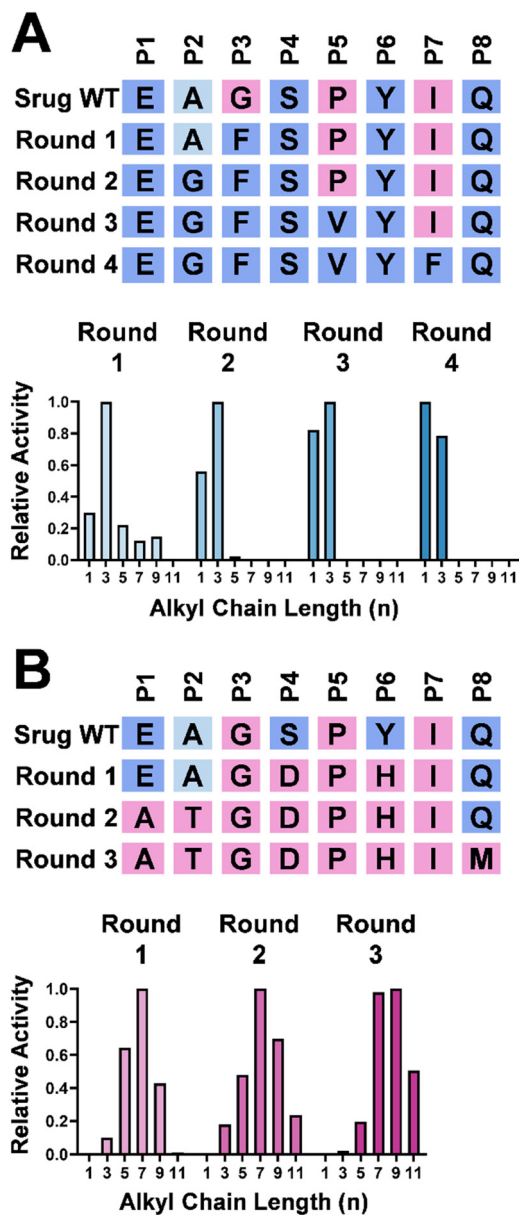 A
P1 P2 P3 P4 P5 P6 P7 P8
Srug WT E A G S P Y I Q
Round 1 E A F S P Y I Q
Round 2 E G F S P Y I Q
Round 3 E G F S V Y I Q
Round 4 E G F S V Y F Q
Round Round Round Round
1 2 3 4
Relative Activity
1.0
0.8
0.6
0.4
0.2
0.0
1 3 5 7 9 11 1 3 5 7 9 11 1 3 5 7 9 11 1 3 5 7 9 11
Alkyl Chain Length (n)
B
P1 P2 P3 P4 P5 P6 P7 P8
Srug WT E A G S P Y I Q
Round 1 E A G D P H I Q
Round 2 A T G D P H I Q
Round 3 A T G D P H I M
Round Round Round
1 2 3
Relative Activity
1.0
0.8
0.6
0.4
0.2
0.0
1 3 5 7 9 11 1 3 5 7 9 11 1 3 5 7 9 11
Alkyl Chain Length (n)